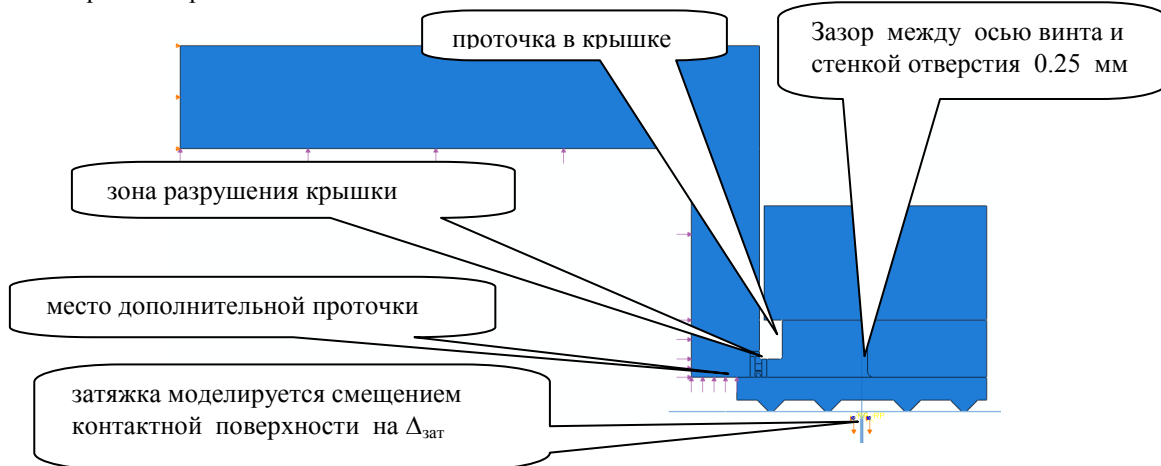 проточка в крышке
Зазор между осью винта и
стенкой отверстия 0.25 мм
зона разрушения крышки
место дополнительной проточки
затяжка моделируется смещением
контактной поверхности на Δзат